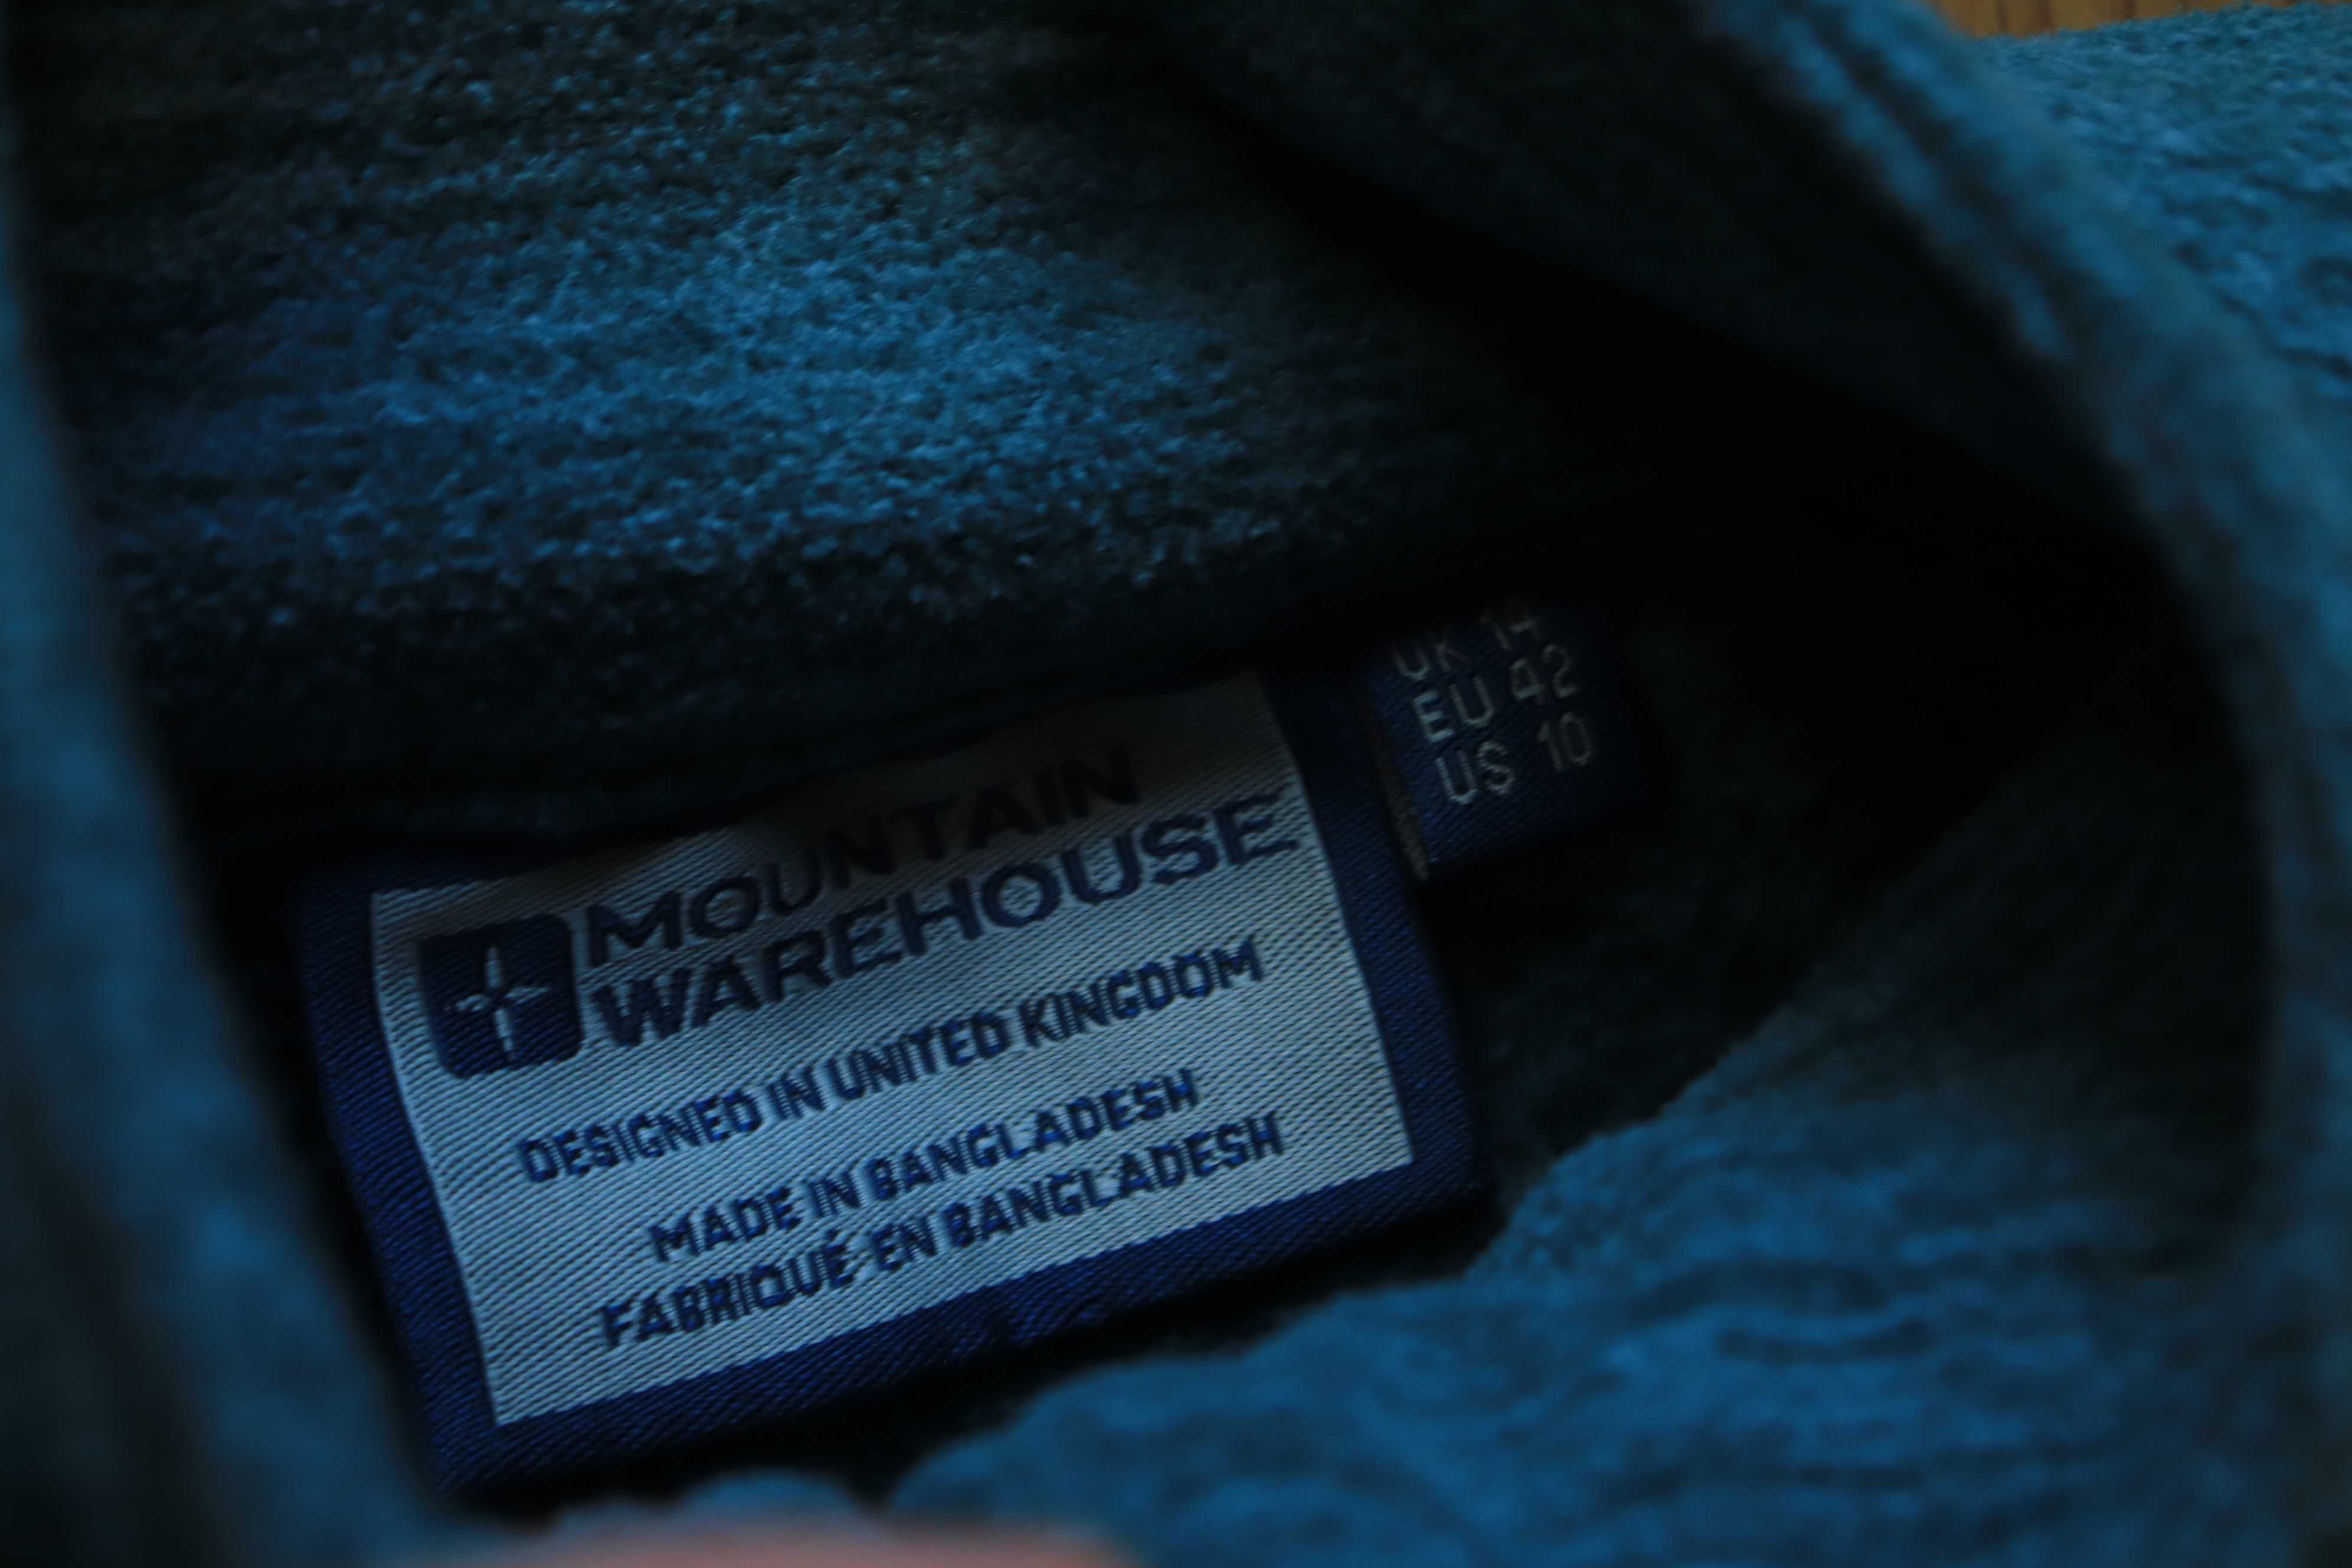 MOUNTAIN
WAREHOUSE
DESIGNED IN UNITED KINGDOM
MADE IN BANGLADESH
FABRIQUÉ EN BANGLADESH
UK 14
EU 42
US 10